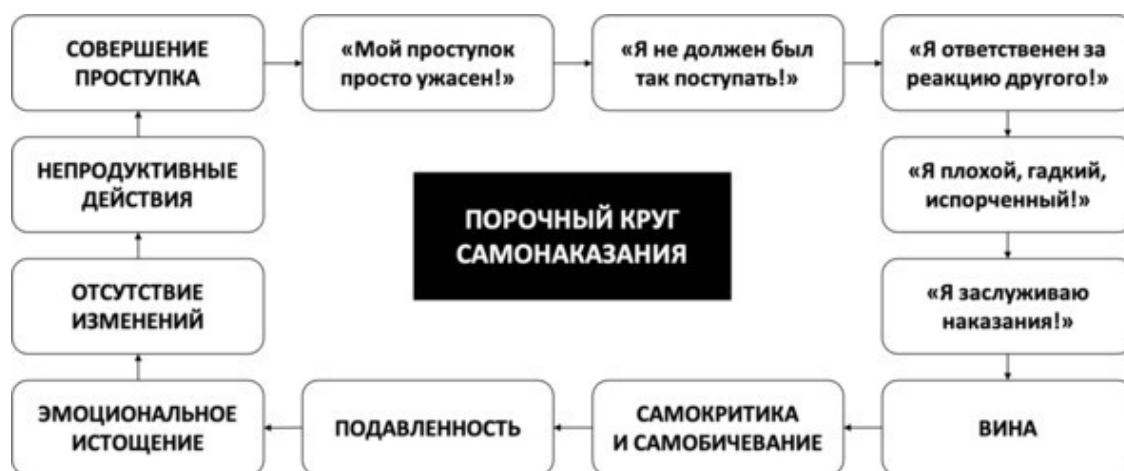 СОВЕРШЕНИЕ
ПРОСТУПКА
«Мой проступок
просто ужасен!»
«Я не должен был
так поступать!»
«Я ответственен за
реакцию другого!»
«Я плохой, гадкий,
испорченный!»
«Я заслуживаю
наказания!»
ВИНА
САМОКРИТИКА
И САМОБИЧЕВАНИЕ
ПОДАВЛЕННОСТЬ
ЭМОЦИОНАЛЬНОЕ
ИСТОЩЕНИЕ
ОТСУТСТВИЕ
ИЗМЕНЕНИЙ
НЕПРОДУКТИВНЫЕ
ДЕЙСТВИЯ
ПОРОЧНЫЙ КРУГ
САМОНАКАЗАНИЯ